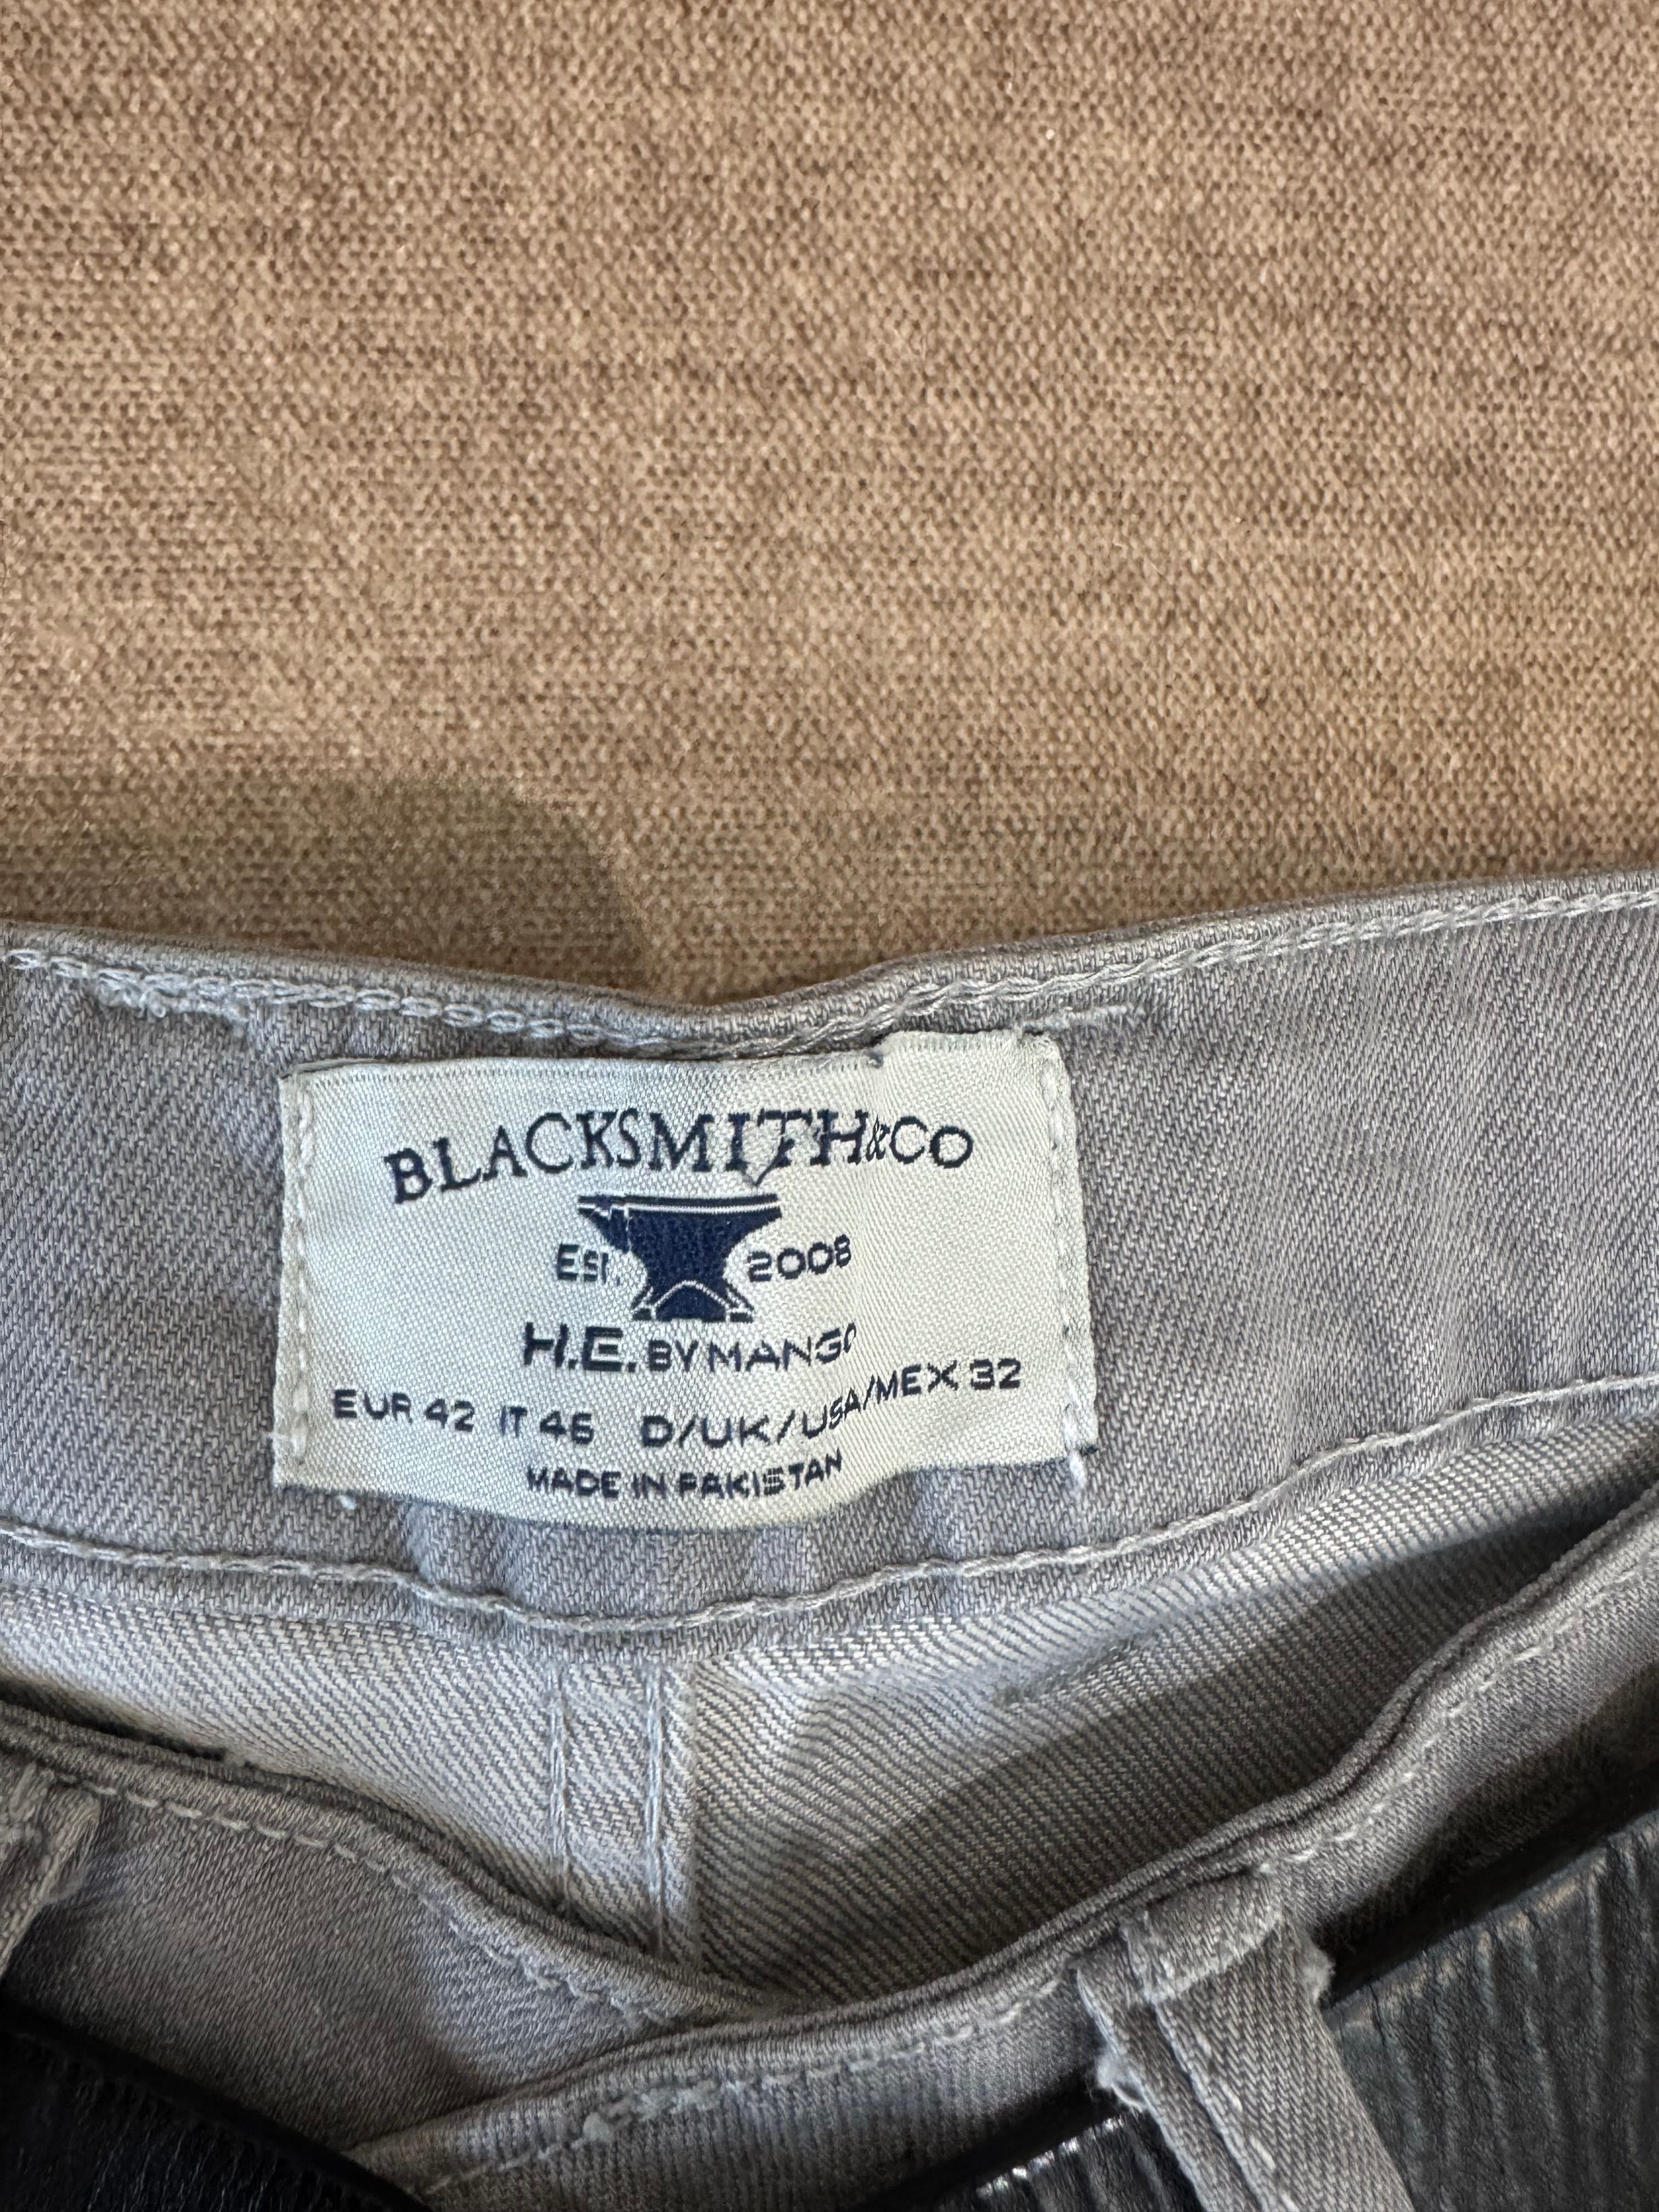 BLACKSMITH&CO
EST. 2008
H.E. BY MANGO
EUR 42 IT 46 D/UK/USA/MEX 32
MADE IN PAKISTAN